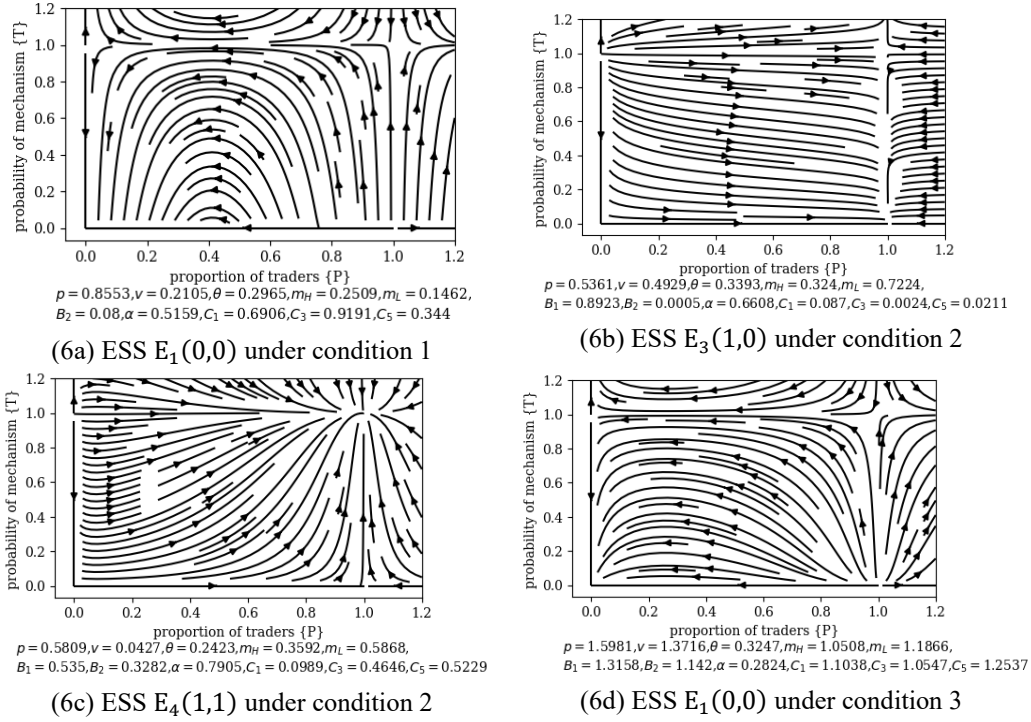 1.2
1.0
0.8
0.6
0.4
0.2
0.0
probability of mechanism {T}
0.0 0.2 0.4 0.6 0.8 1.0 1.2
proportion of traders {P}
p = 0.8553, v = 0.2105, θ = 0.2965, m_H = 0.2509, m_L = 0.1462,
B_2 = 0.08, α = 0.5159, C_1 = 0.6906, C_3 = 0.9191, C_5 = 0.344
(6a) ESS E_1(0,0) under condition 1
1.2
1.0
0.8
0.6
0.4
0.2
0.0
probability of mechanism {T}
0.0 0.2 0.4 0.6 0.8 1.0 1.2
proportion of traders {P}
p = 0.5361, v = 0.4929, θ = 0.3393, m_H = 0.324, m_L = 0.7224,
B_1 = 0.8923, B_2 = 0.0005, α = 0.6608, C_1 = 0.087, C_3 = 0.0024, C_5 = 0.0211
(6b) ESS E_3(1,0) under condition 2
1.2
1.0
0.8
0.6
0.4
0.2
0.0
probability of mechanism {T}
0.0 0.2 0.4 0.6 0.8 1.0 1.2
proportion of traders {P}
p = 0.5809, v = 0.0427, θ = 0.2423, m_H = 0.3592, m_L = 0.5868,
B_1 = 0.535, B_2 = 0.3282, α = 0.7905, C_1 = 0.0989, C_3 = 0.4646, C_5 = 0.5229
(6c) ESS E_4(1,1) under condition 2
1.2
1.0
0.8
0.6
0.4
0.2
0.0
probability of mechanism {T}
0.0 0.2 0.4 0.6 0.8 1.0 1.2
proportion of traders {P}
p = 1.5981, v = 1.3716, θ = 0.3247, m_H = 1.0508, m_L = 1.1866,
B_1 = 1.3158, B_2 = 1.142, α = 0.2824, C_1 = 1.1038, C_3 = 1.0547, C_5 = 1.2537
(6d) ESS E_1(0,0) under condition 3